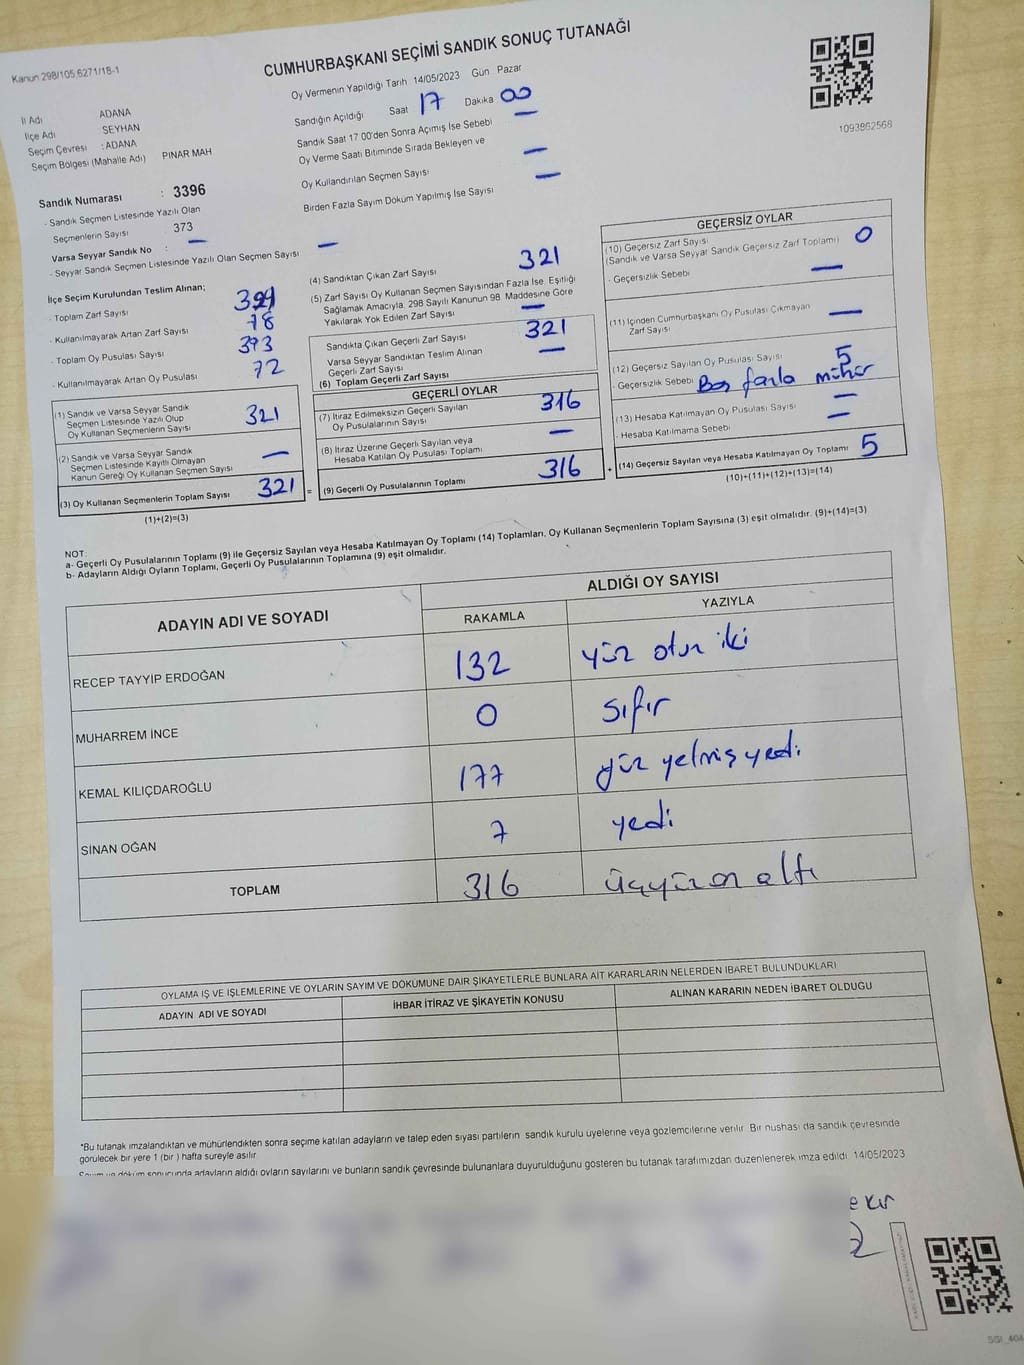 Kanun 298/105,6271/18-1
CUMHURBAŞKANI SEÇİMİ SANDIK SONUÇ TUTANAĞI
Oy Vermenin Yapıldığı Tarih 14/05/2023 Gün Pazar
1093862568
İl Adı ADANA
İlçe Adı SEYHAN
Seçim Çevresi :ADANA
Seçim Bölgesi (Mahalle Adı) PINAR MAH
Sandık Numarası : 3396
- Sandık Seçmen Listesinde Yazılı Olan
Seçmenlerin Sayısı : 373
Varsa Seyyar Sandık No : —
- Seyyar Sandık Seçmen Listesinde Yazılı Olan Seçmen Sayısı —
Sandığın Açıldığı Saat 17 Dakika 00
Sandık Saat 17:00'den Sonra Açımış İse Sebebi —
Oy Verme Saati Bitiminde Sırada Bekleyen ve
Oy Kullandırılan Seçmen Sayısı —
Birden Fazla Sayım Döküm Yapılmış İse Sayısı —
İlçe Seçim Kurulundan Teslim Alınan;
- Toplam Zarf Sayısı
- Kullanılmayarak Artan Zarf Sayısı 78
- Toplam Oy Pusulası Sayısı 393
- Kullanılmayarak Artan Oy Pusulası 72
(1) Sandık ve Varsa Seyyar Sandık
Seçmen Listesinde Yazılı Olup
Oy Kullanan Seçmenlerin Sayısı 321
(2) Sandık ve Varsa Seyyar Sandık
Seçmen Listesinde Kayıtlı Olmayan
Kanun Gereği Oy Kullanan Seçmen Sayısı —
(3) Oy Kullanan Seçmenlerin Toplam Sayısı 321 =
(1)+(2)=(3)
(4) Sandıktan Çıkan Zarf Sayısı 321
(5) Zarf Sayısı Oy Kullanan Seçmen Sayısından Fazla İse, Eşitliği
Sağlamak Amacıyla, 298 Sayılı Kanunun 98. Maddesine Göre
Yakılarak Yok Edilen Zarf Sayısı —
Sandıkta Çıkan Geçerli Zarf Sayısı 321
Varsa Seyyar Sandıktan Teslim Alınan
Geçerli Zarf Sayısı —
(6) Toplam Geçerli Zarf Sayısı
GEÇERLİ OYLAR
(7) İtiraz Edilmeksizin Geçerli Sayılan
Oy Pusulalarının Sayısı 316
(8) İtiraz Üzerine Geçerli Sayılan veya
Hesaba Katılan Oy Pusulası Toplamı —
(9) Geçerli Oy Pusulalarının Toplamı 316 +
GEÇERSİZ OYLAR
(10) Geçersiz Zarf Sayısı
(Sandık ve Varsa Seyyar Sandık Geçersiz Zarf Toplamı) 0
- Geçersizlik Sebebi —
(11) İçinden Cumhurbaşkanı Oy Pusulası Çıkmayan
Zarf Sayısı —
(12) Geçersiz Sayılan Oy Pusulası Sayısı 5
- Geçersizlik Sebebi fazla mühür
(13) Hesaba Katılmayan Oy Pusulası Sayısı —
- Hesaba Katılmama Sebebi —
(14) Geçersiz Sayılan veya Hesaba Katılmayan Oy Toplamı 5
(10)+(11)+(12)+(13)=(14)
NOT:
a- Geçerli Oy Pusulalarının Toplamı (9) ile Geçersiz Sayılan veya Hesaba Katılmayan Oy Toplamı (14) Toplamları, Oy Kullanan Seçmenlerin Toplam Sayısına (3) eşit olmalıdır. (9)+(14)=(3)
b- Adayların Aldığı Oyların Toplamı, Geçerli Oy Pusulalarının Toplamına (9) eşit olmalıdır.
ADAYIN ADI VE SOYADI
ALDIĞI OY SAYISI
RAKAMLA YAZIYLA
RECEP TAYYİP ERDOĞAN 132 yüz otuz iki
MUHARREM İNCE 0 sıfır
KEMAL KILIÇDAROĞLU 177 yüz yetmiş yedi
SİNAN OĞAN 7 yedi
TOPLAM 316 üçyüz on altı
OYLAMA İŞ VE İŞLEMLERİNE VE OYLARIN SAYIM VE DÖKÜMÜNE DAİR ŞİKAYETLERLE BUNLARA AİT KARARLARIN NELERDEN İBARET BULUNDUKLARI
ADAYIN ADI VE SOYADI İHBAR İTİRAZ VE ŞİKAYETİN KONUSU ALINAN KARARIN NEDEN İBARET OLDUĞU
*Bu tutanak imzalandıktan ve mühürlendikten sonra seçime katılan adayların ve talep eden siyası partilerin sandık kurulu üyelerine veya gözlemcilerine verilir. Bir nushası da sandık çevresinde
görülecek bir yere 1 (bir ) hafta süreyle asılır.
Seçim ve döküm sonucunda adayların aldığı oyların sayılarını ve bunların sandık çevresinde bulunanlara duyurulduğunu gösteren bu tutanak tarafımızdan düzenlenerek imza edildi. 14/05/2023